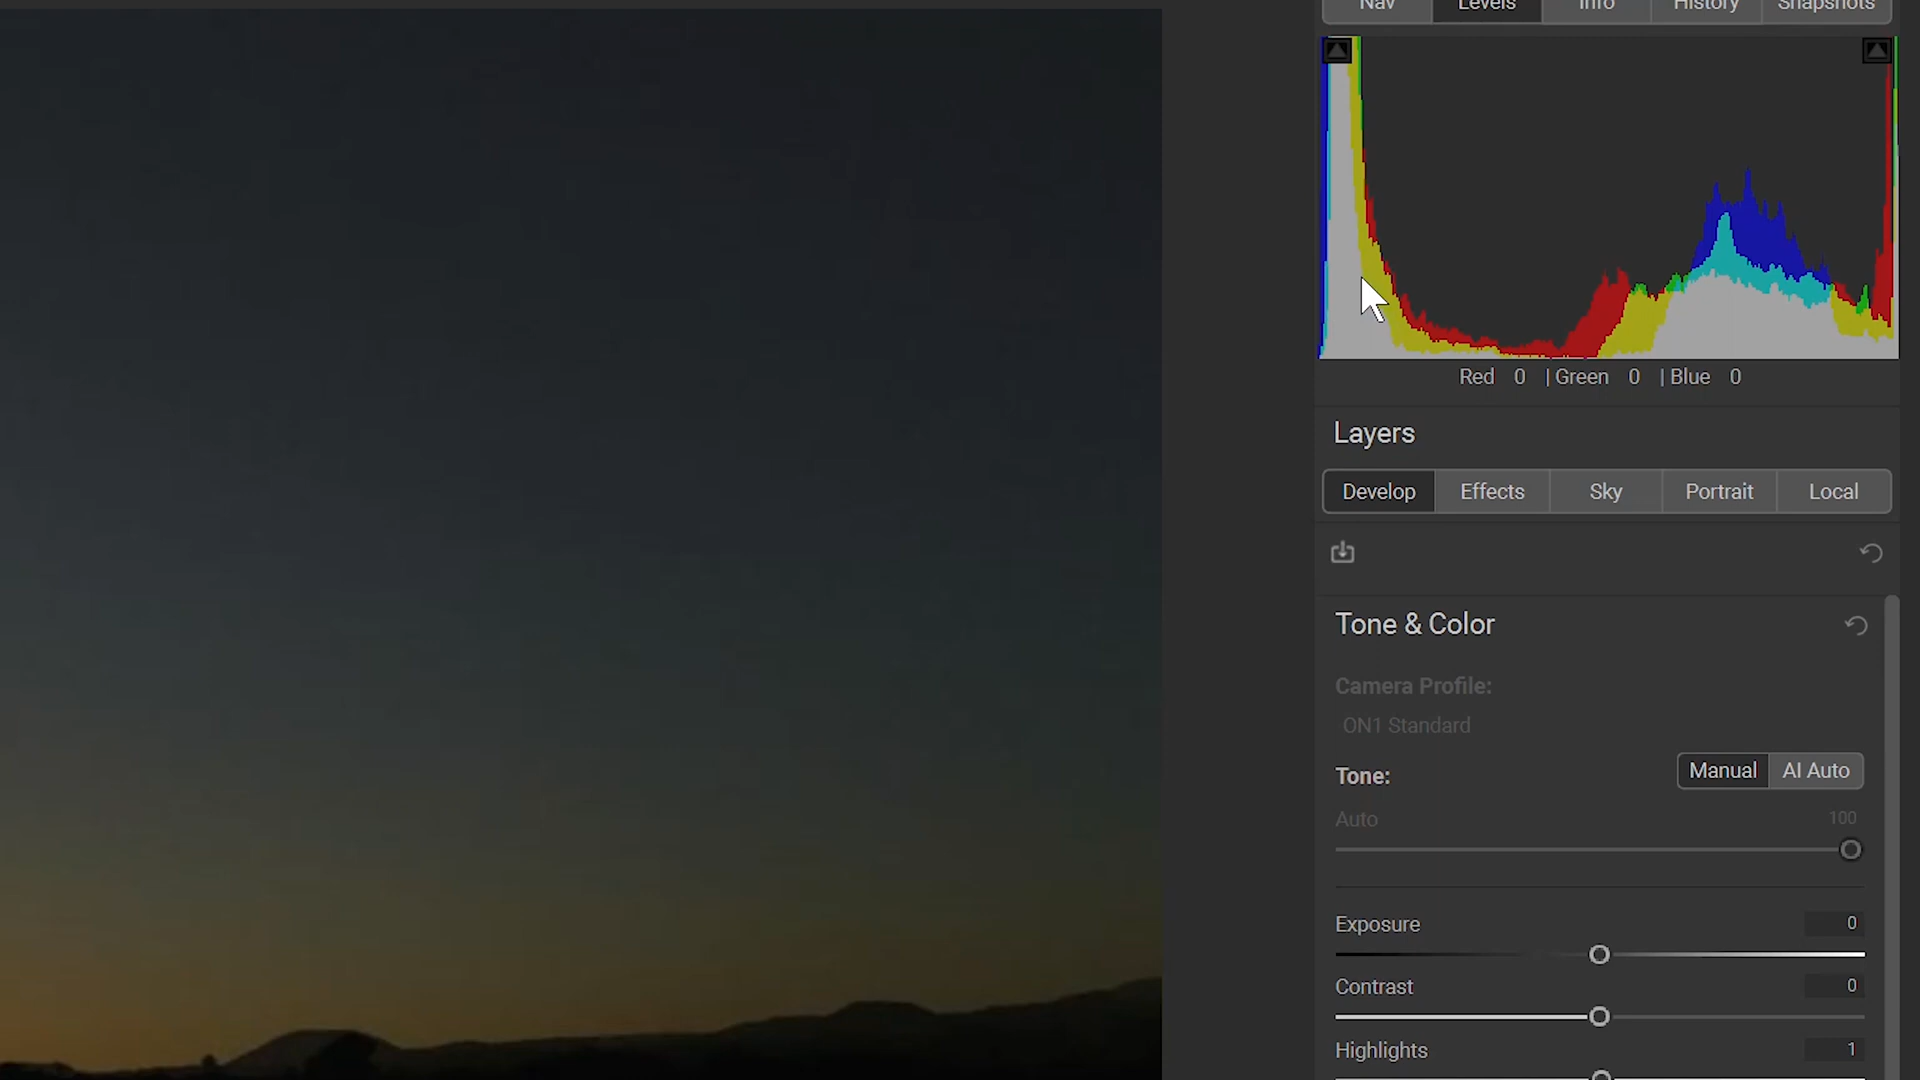 Nav Levels Info History Snapshots
Red 0 | Green 0 | Blue 0
Layers
Develop Effects Sky Portrait Local
Tone & Color
Camera Profile:
ON1 Standard
Tone: Manual AI Auto
Auto 100
Exposure 0
Contrast 0
Highlights 1